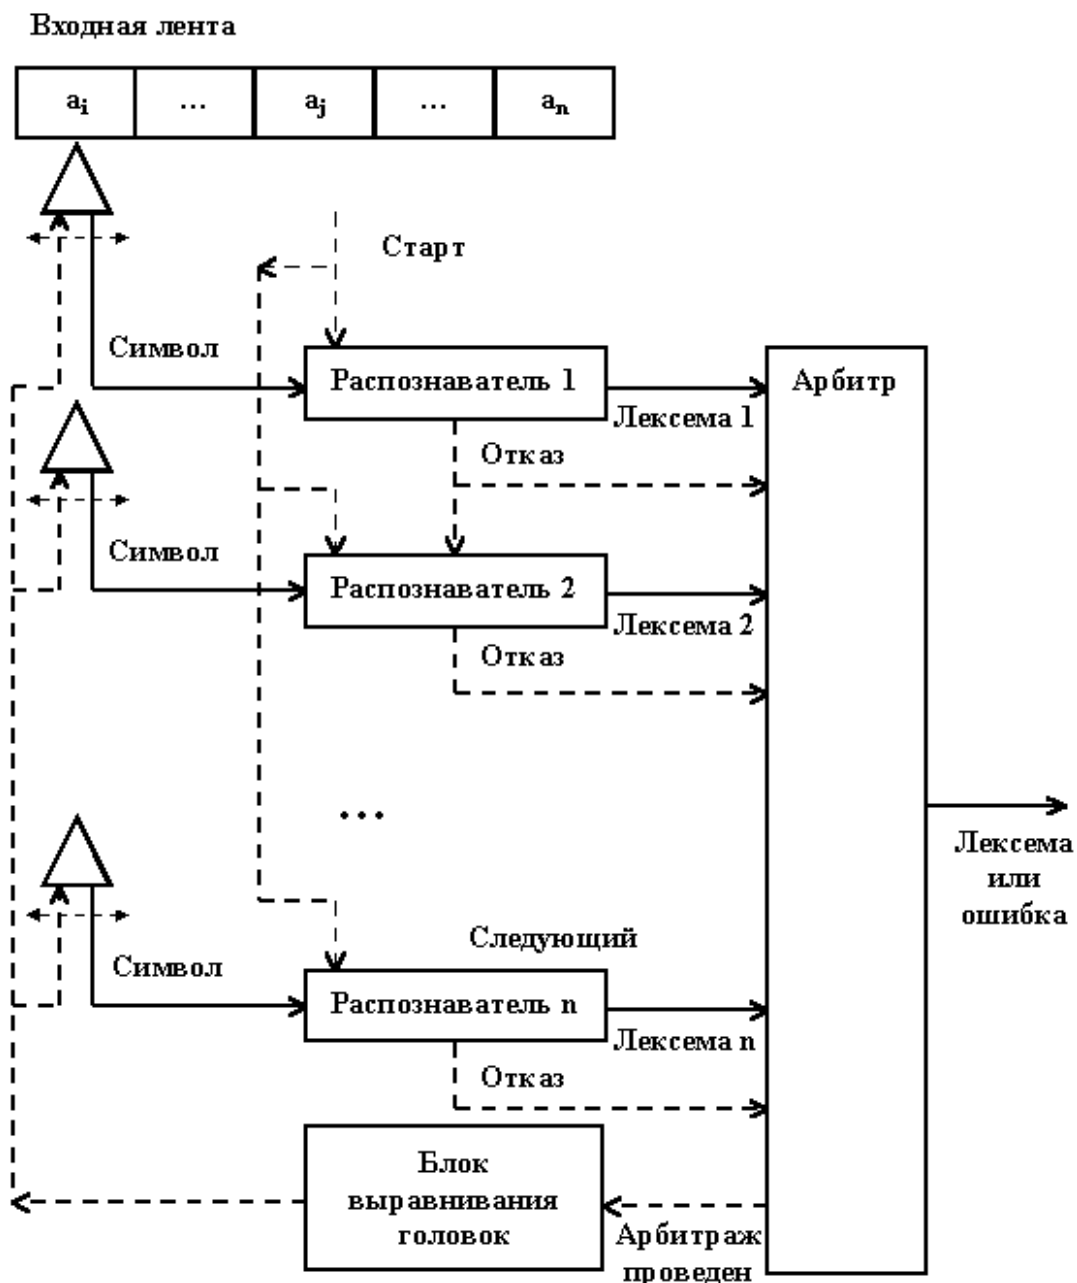 Входная лента
aᵢ ... aⱼ ... aₙ
Старт
Символ
Распознаватель 1
Арбитр
Лексема 1
Отказ
Символ
Распознаватель 2
Лексема 2
Отказ
...
Лексема
или
ошибка
Следующий
Символ
Распознаватель n
Лексема n
Отказ
Блок
выравнивания
головок
Арбитраж
проведен